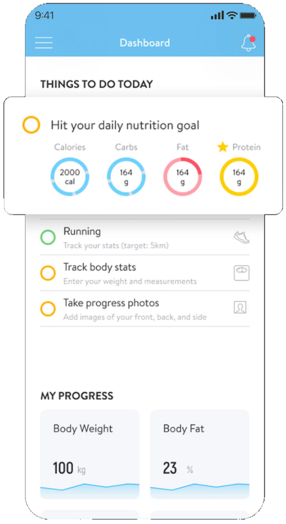 9:41
Dashboard
THINGS TO DO TODAY
Hit your daily nutrition goal
Calories Carbs Fat Protein
2000 cal
164 g
164 g
164 g
Running
Track your stats (target: 5km)
Track body stats
Enter your weight and measurements
Take progress photos
Add images of your front, back, and side
MY PROGRESS
Body Weight Body Fat
100 kg 23 %